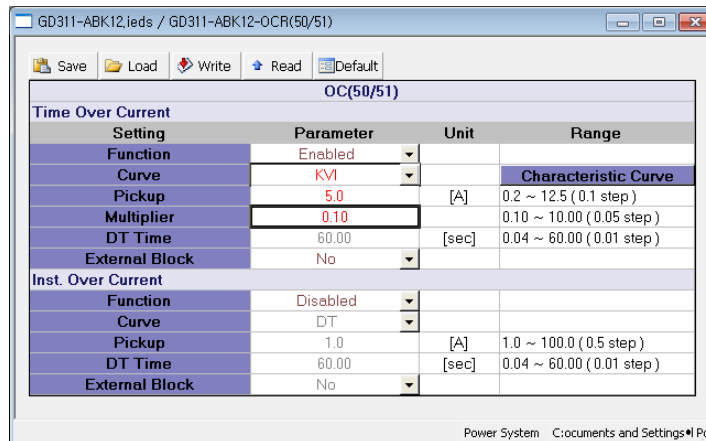 GD311-ABK12,ieds / GD311-ABK12-OCR(50/51)
Save Load Write Read Default
OC(50/51)
Time Over Current
Setting Parameter Unit Range
Function Enabled
Curve KVI Characteristic Curve
Pickup 5.0 [A] 0.2 ~ 12.5 ( 0.1 step )
Multiplier 0.10 0.10 ~ 10.00 ( 0.05 step )
DT Time 60.00 [sec] 0.04 ~ 60.00 ( 0.01 step )
External Block No
Inst. Over Current
Function Disabled
Curve DT
Pickup 1.0 [A] 1.0 ~ 100.0 ( 0.5 step )
DT Time 60.00 [sec] 0.04 ~ 60.00 ( 0.01 step )
External Block No
Power System C:ocuments and Settings